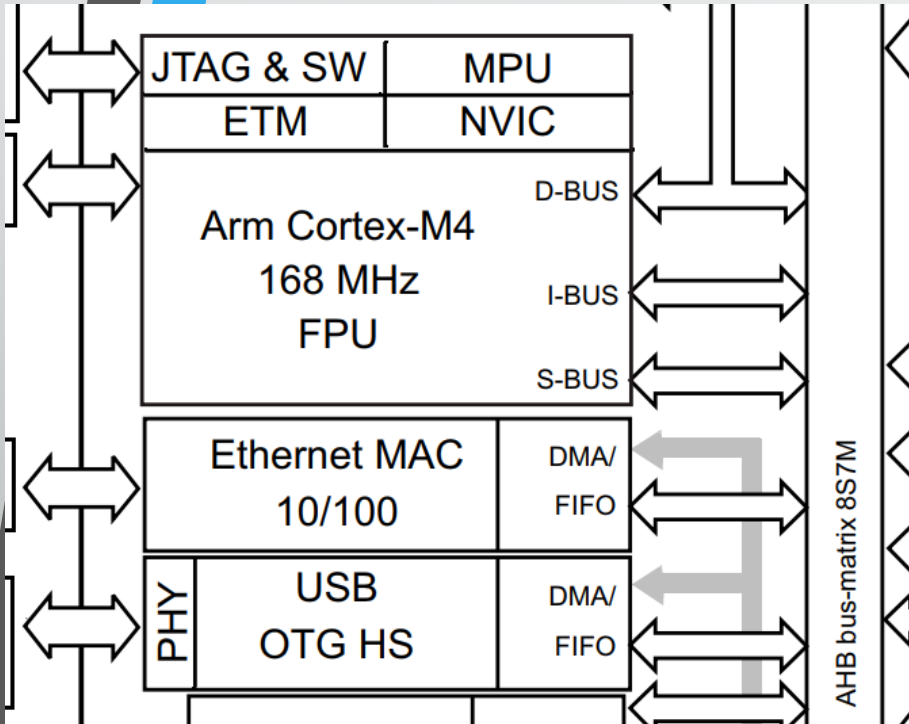 JTAG & SW
MPU
ETM
NVIC
D-BUS
Arm Cortex-M4
168 MHz
I-BUS
FPU
S-BUS
Ethernet MAC
10/100
DMA/
FIFO
PHY
USB
OTG HS
DMA/
FIFO
AHB bus-matrix 8S7M